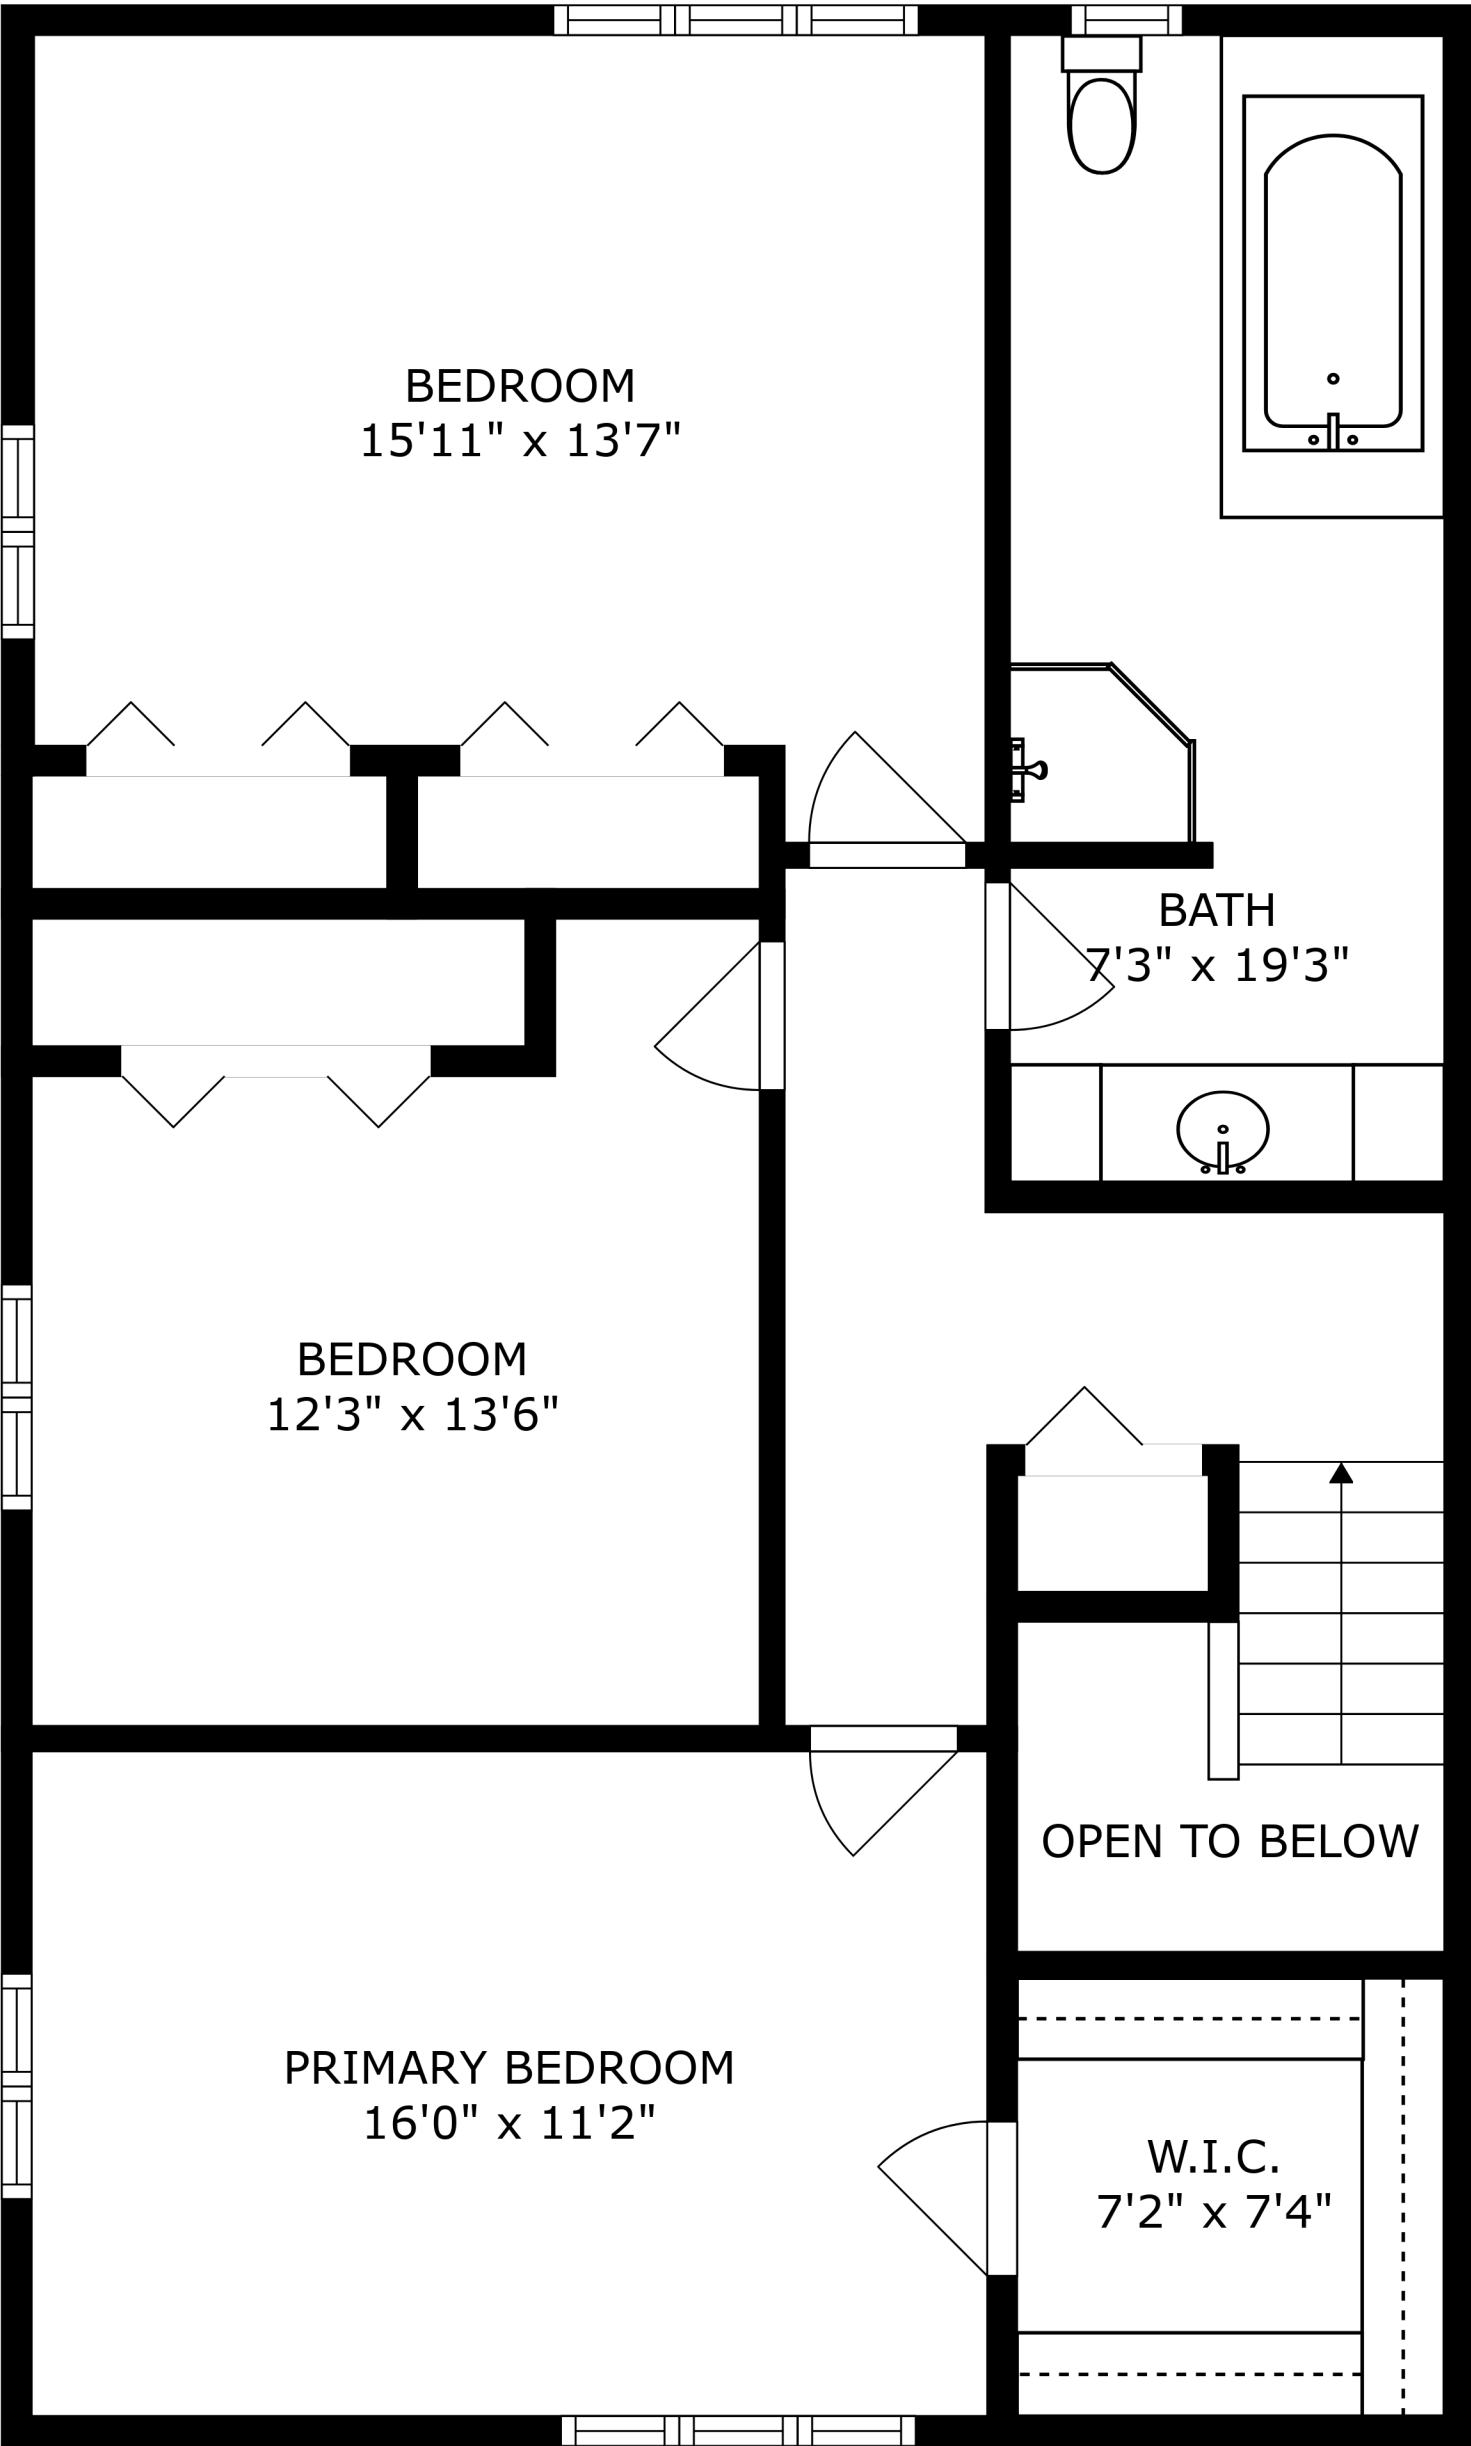 BEDROOM
15'11" x 13'7"
BATH
7'3" x 19'3"
BEDROOM
12'3" x 13'6"
OPEN TO BELOW
PRIMARY BEDROOM
16'0" x 11'2"
W.I.C.
7'2" x 7'4"